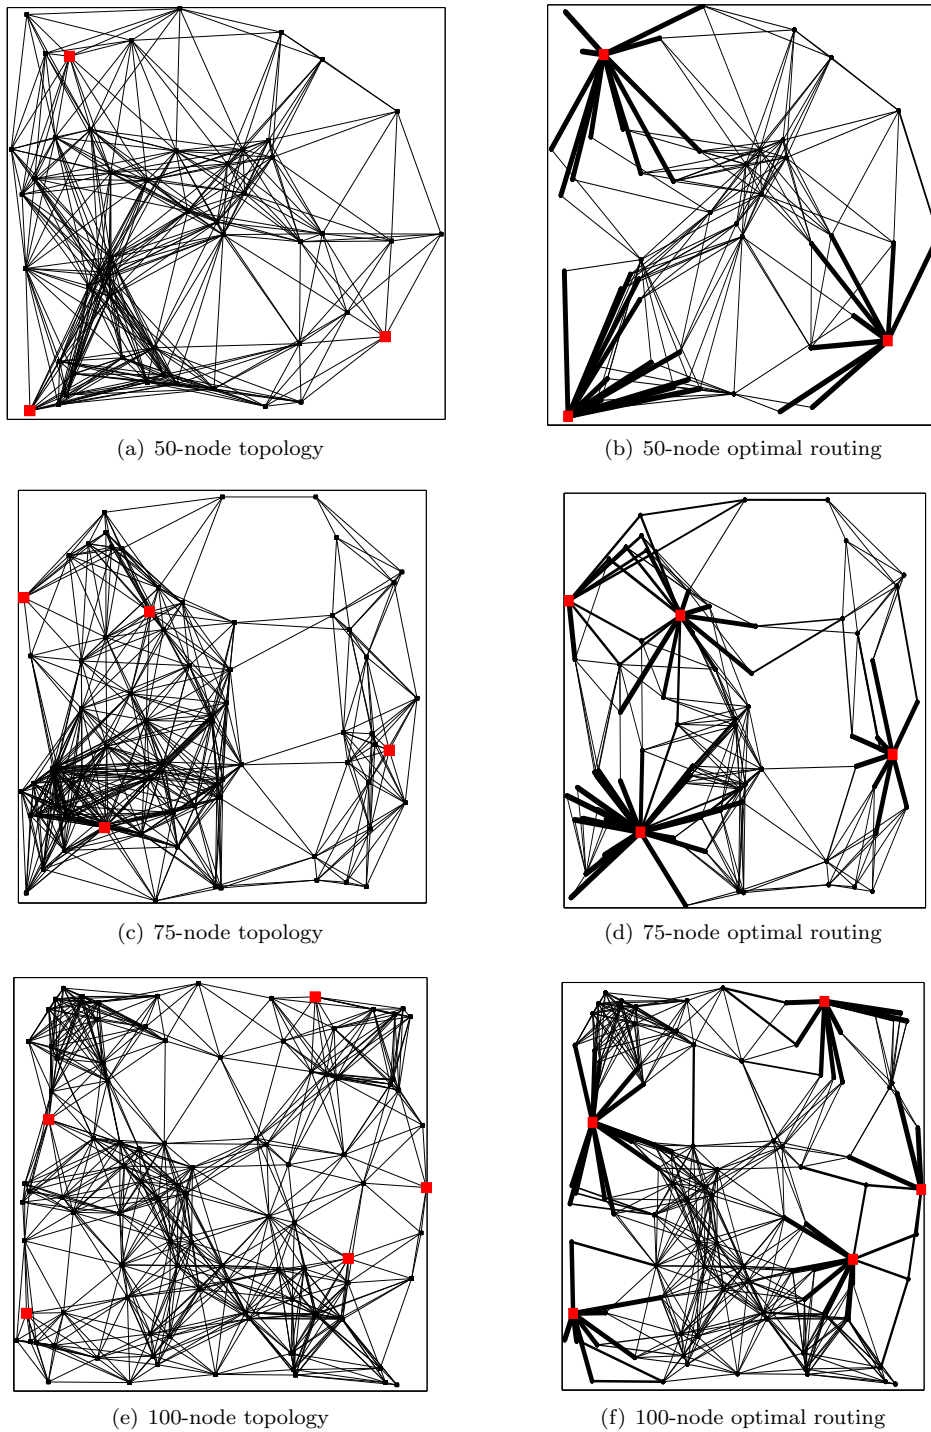 (a) 50-node topology
(b) 50-node optimal routing
(c) 75-node topology
(d) 75-node optimal routing
(e) 100-node topology
(f) 100-node optimal routing